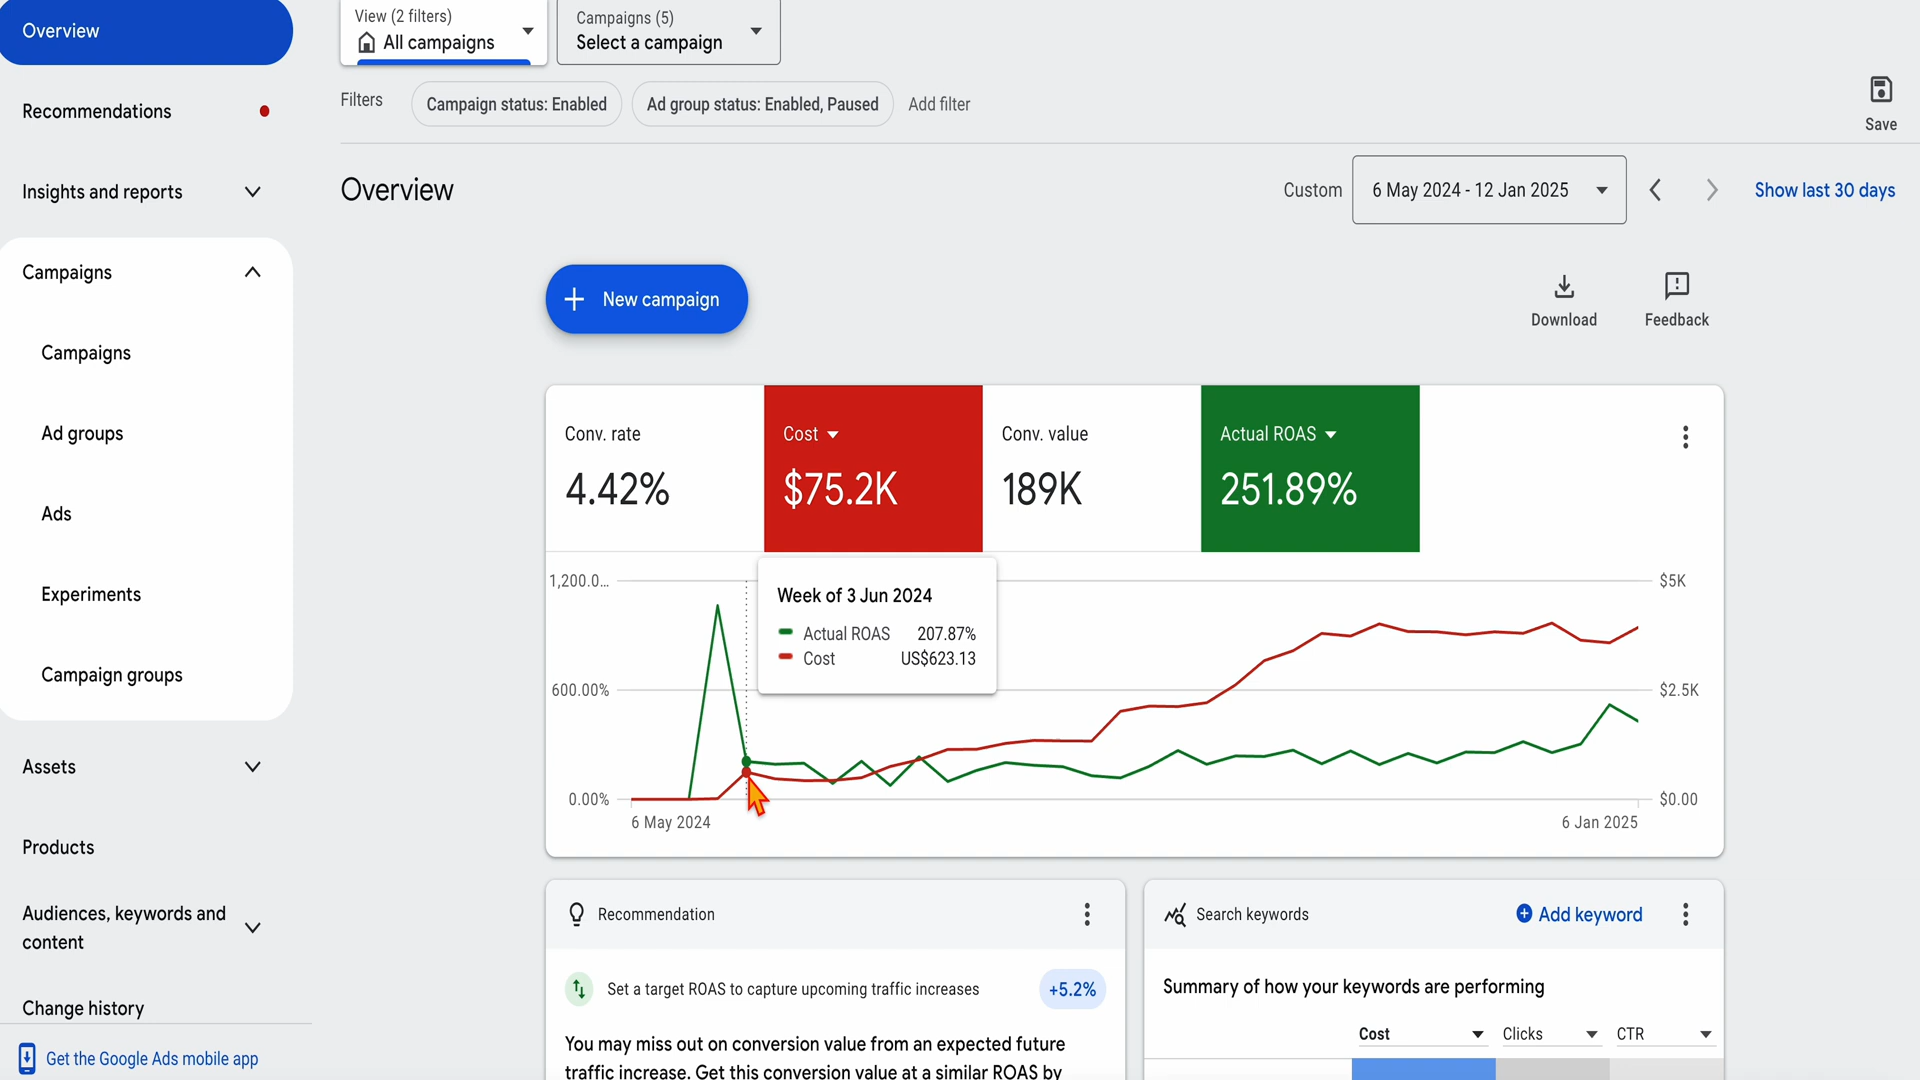 Overview
Recommendations
Insights and reports
Campaigns
Campaigns
Ad groups
Ads
Experiments
Campaign groups
Assets
Products
Audiences, keywords and
content
Change history
Get the Google Ads mobile app
View (2 filters)
All campaigns
Campaigns (5)
Select a campaign
Filters
Campaign status: Enabled
Ad group status: Enabled, Paused
Add filter
Save
Overview
Custom
6 May 2024 - 12 Jan 2025
Show last 30 days
New campaign
Download
Feedback
Conv. rate
4.42%
Cost
$75.2K
Conv. value
189K
Actual ROAS
251.89%
1,200.0...
600.00%
0.00%
$5K
$2.5K
$0.00
Week of 3 Jun 2024
Actual ROAS 207.87%
Cost US$623.13
6 May 2024
6 Jan 2025
Recommendation
Set a target ROAS to capture upcoming traffic increases
+5.2%
You may miss out on conversion value from an expected future
traffic increase. Get this conversion value at a similar ROAS by
Search keywords
Add keyword
Summary of how your keywords are performing
Cost
Clicks
CTR